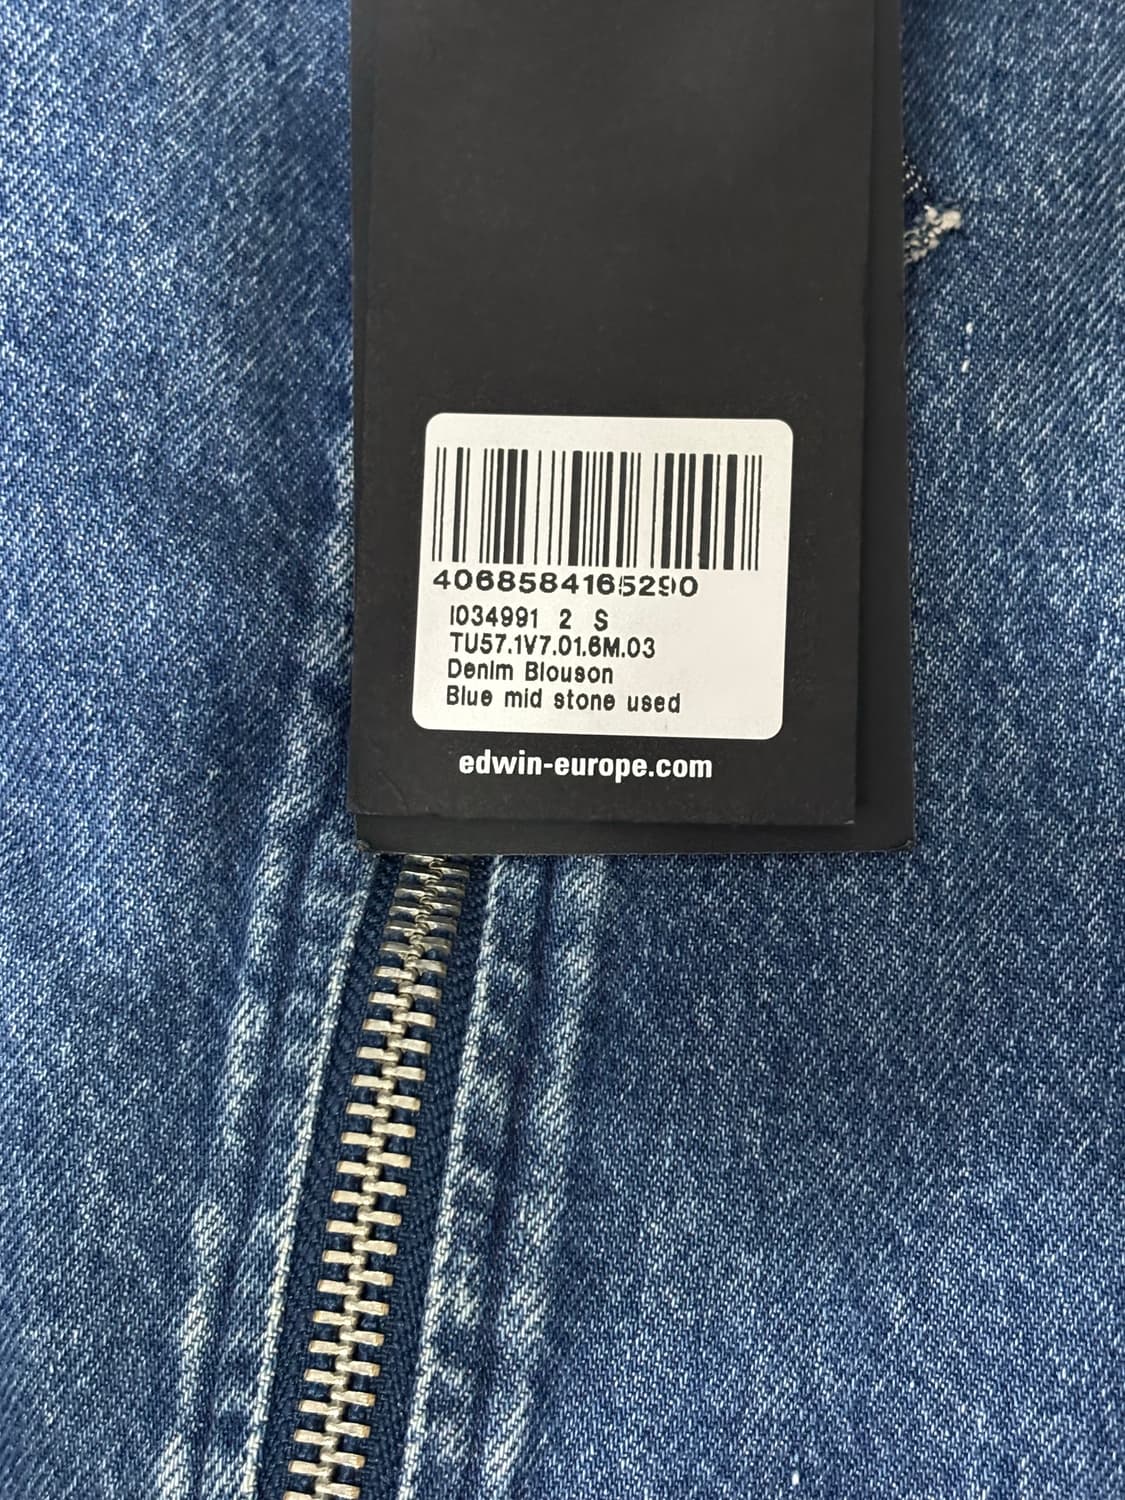 4068584165290
I034991 2 S
TU57.1V7.01.6M.03
Denim Blouson
Blue mid stone used
edwin-europe.com